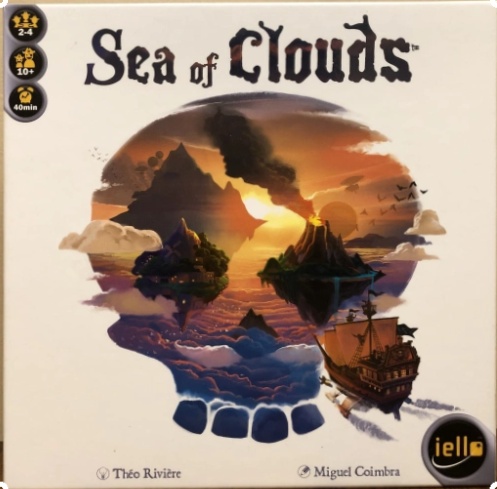 2-4
10+
40min
Sea of Clouds™
Théo Rivière
Miguel Coimbra
iello